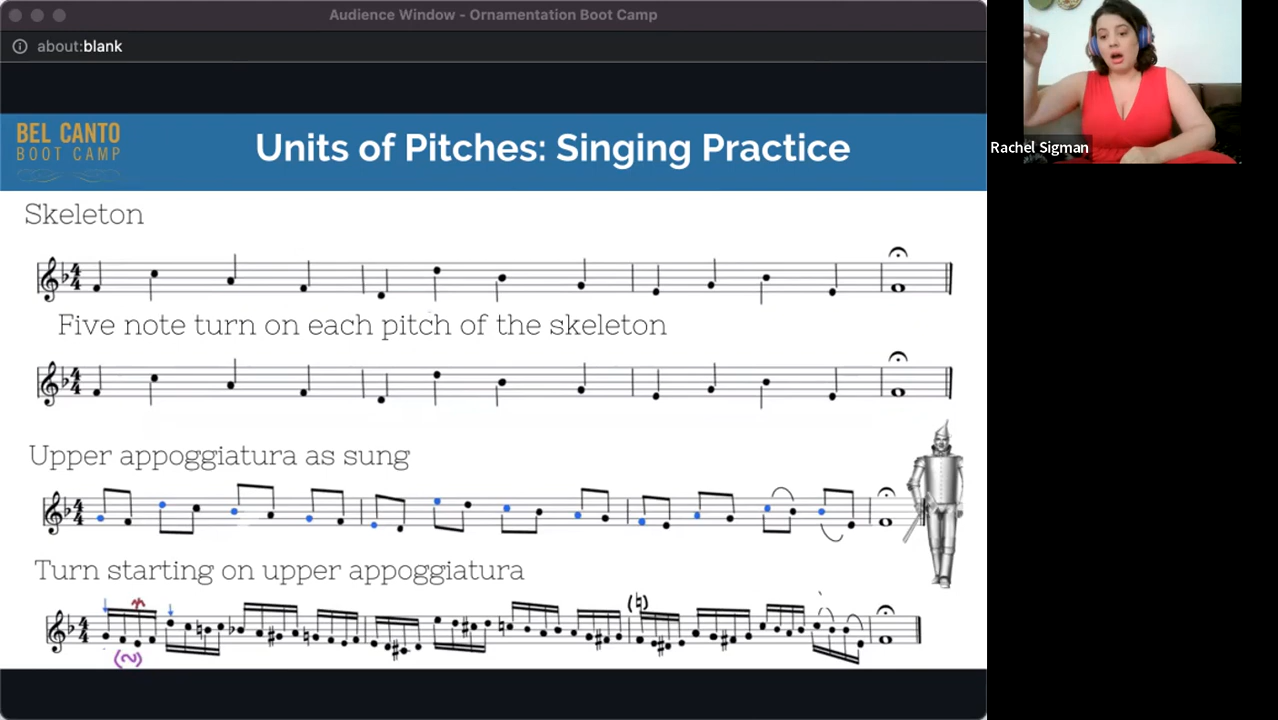 Audience Window - Ornamentation Boot Camp
about:blank
BEL CANTO
BOOT CAMP
Units of Pitches: Singing Practice
Rachel Sigman
Skeleton
Five note turn on each pitch of the skeleton
Upper appoggiatura as sung
Turn starting on upper appoggiatura